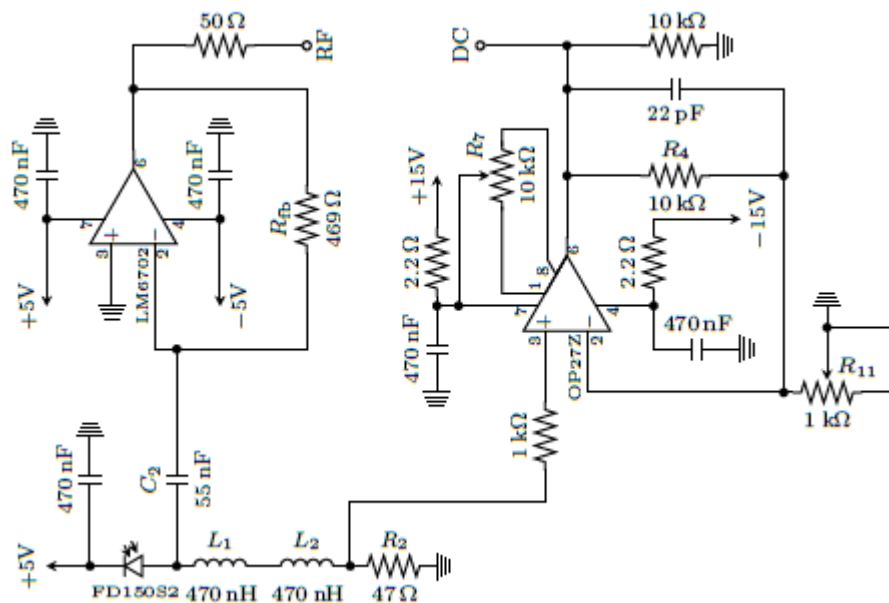 50 Ω
RF
470 nF
470 nF
6
7
4
+
−
3
2
LM6702
+5V
−5V
R_fb
469 Ω
470 nF
C_2
55 nF
+5V
FD150S2
L_1
470 nH
L_2
470 nH
R_2
47 Ω
DC
10 kΩ
22 pF
R_7
10 kΩ
+15V
R_4
10 kΩ
−15V
2.2 Ω
2.2 Ω
8
1
6
7
4
+
−
3
2
OP27Z
470 nF
470 nF
1 kΩ
R_11
1 kΩ